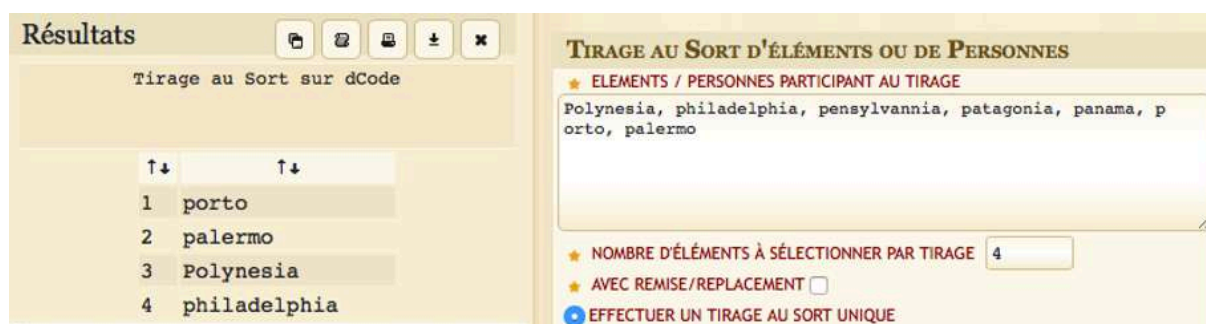 Résultats
Tirage au Sort sur dCode
↑↓ ↑↓
1 porto
2 palermo
3 Polynesia
4 philadelphia
TIRAGE AU SORT D'ÉLÉMENTS OU DE PERSONNES
ELEMENTS / PERSONNES PARTICIPANT AU TIRAGE
Polynesia, philadelphia, pensylvannia, patagonia, panama, p
orto, palermo
NOMBRE D'ÉLÉMENTS À SÉLECTIONNER PAR TIRAGE 4
AVEC REMISE/REPLACEMENT
EFFECTUER UN TIRAGE AU SORT UNIQUE